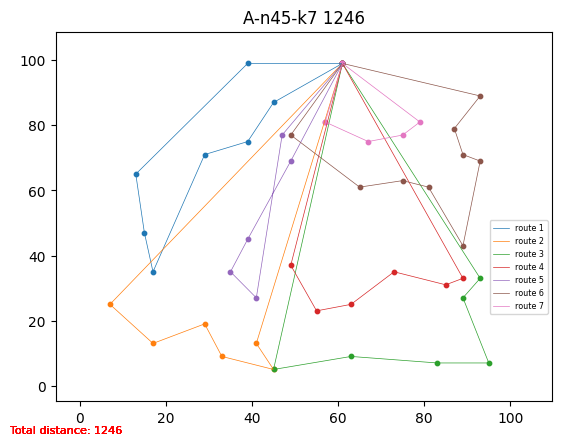 A-n45-k7 1246
100
80
60
40
20
0
route 1
route 2
route 3
route 4
route 5
route 6
route 7
0 20 40 60 80 100
Total distance: 1246